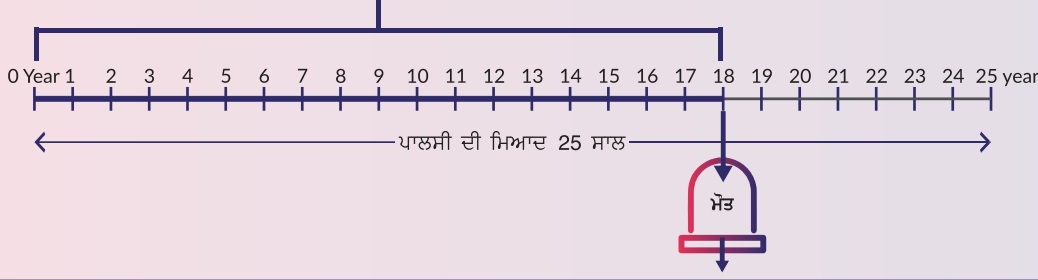 0 Year 1 2 3 4 5 6 7 8 9 10 11 12 13 14 15 16 17 18 19 20 21 22 23 24 25 year
ਪਾਲਸੀ ਦੀ ਮਿਆਦ 25 ਸਾਲ
ਮੌਤ